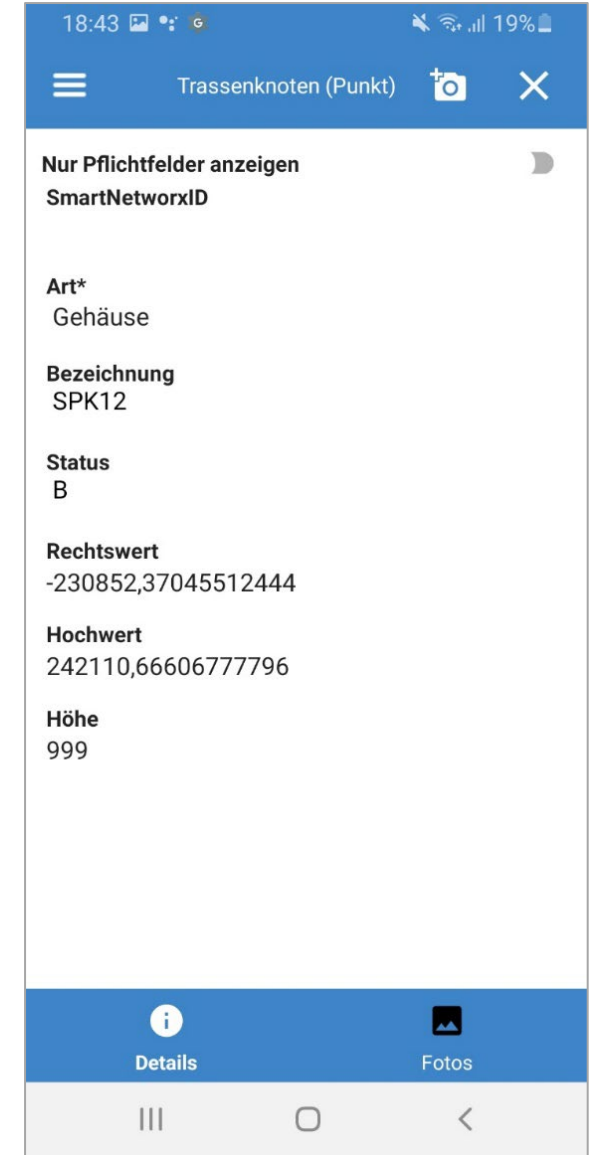 18:43 19%
Trassenknoten (Punkt)
Nur Pflichtfelder anzeigen
SmartNetworxID
Art*
Gehäuse
Bezeichnung
SPK12
Status
B
Rechtswert
-230852,37045512444
Hochwert
242110,66606777796
Höhe
999
Details Fotos